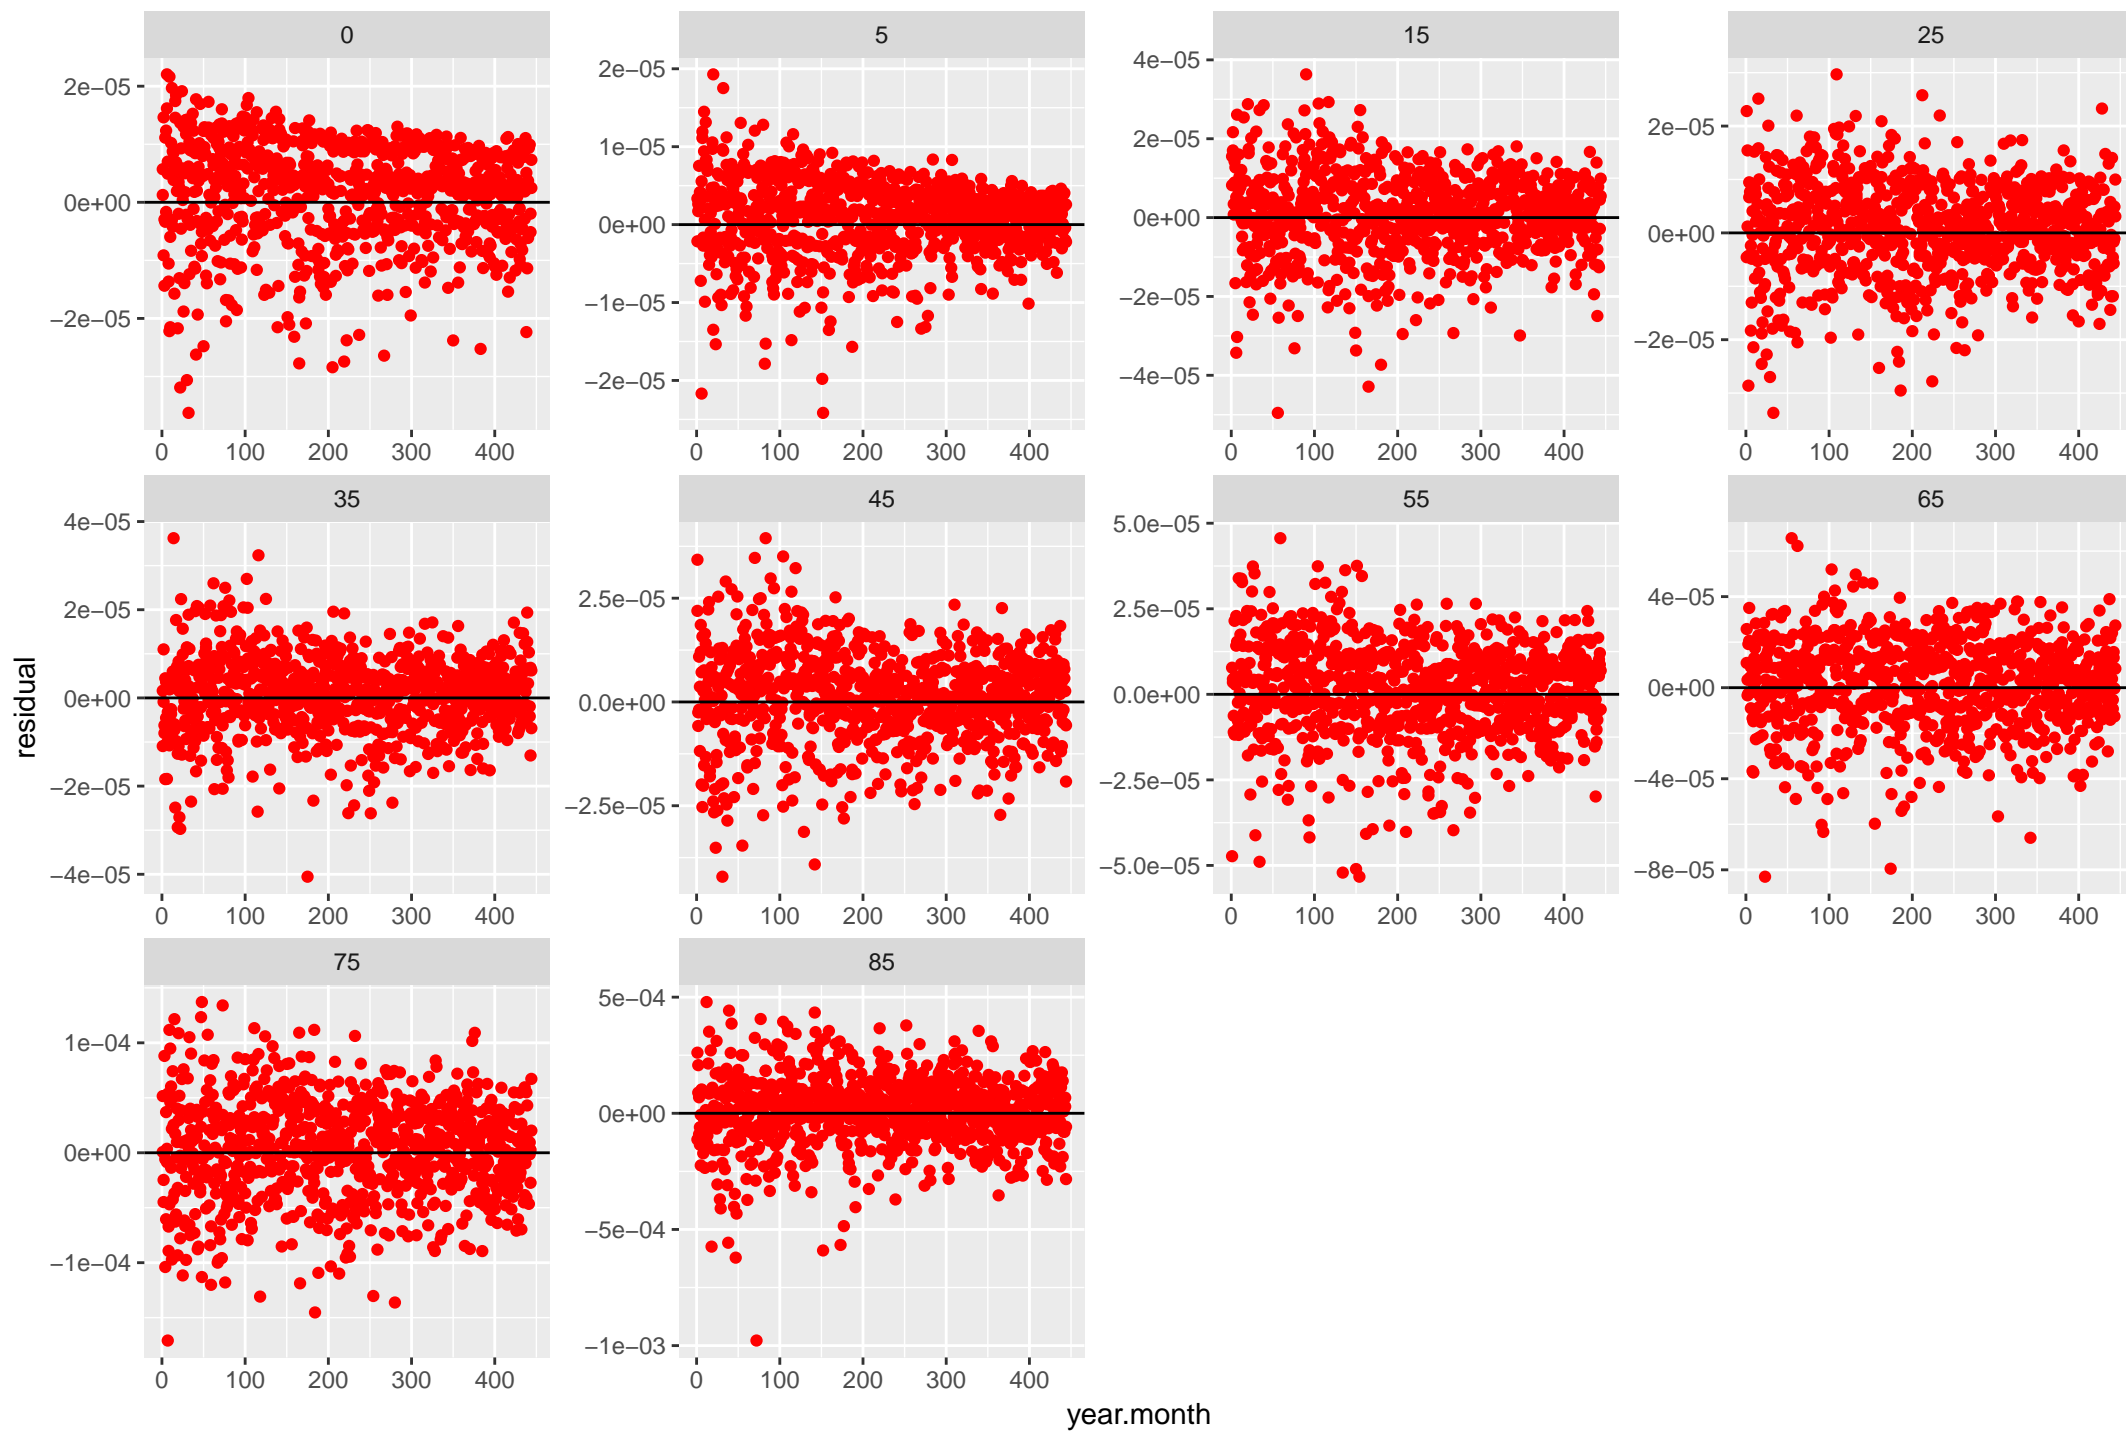 0 5 15 25
2e−05
0e+00
−2e−05
2e−05
1e−05
0e+00
−1e−05
−2e−05
4e−05
2e−05
0e+00
−2e−05
−4e−05
2e−05
0e+00
−2e−05
0 100 200 300 400 0 100 200 300 400 0 100 200 300 400 0 100 200 300 400
35 45 55 65
4e−05
2e−05
0e+00
−2e−05
−4e−05
2.5e−05
0.0e+00
−2.5e−05
5.0e−05
2.5e−05
0.0e+00
−2.5e−05
−5.0e−05
4e−05
0e+00
−4e−05
−8e−05
0 100 200 300 400 0 100 200 300 400 0 100 200 300 400 0 100 200 300 400
75 85
1e−04
0e+00
−1e−04
5e−04
0e+00
−5e−04
−1e−03
0 100 200 300 400 0 100 200 300 400
residual
year.month